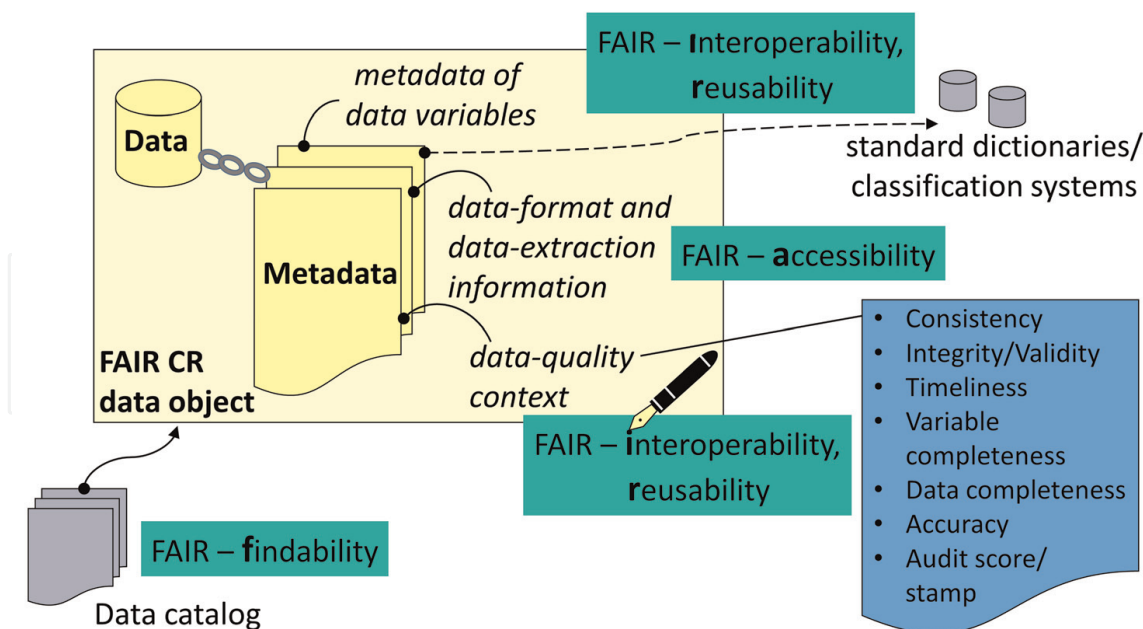 FAIR – interoperability,
reusability
metadata of
data variables
Data
standard dictionaries/
classification systems
data-format and
data-extraction
information
FAIR – accessibility
Metadata
FAIR CR
data object
data-quality
context
• Consistency
• Integrity/Validity
• Timeliness
• Variable
completeness
• Data completeness
• Accuracy
• Audit score/
stamp
FAIR – interoperability,
reusability
FAIR – findability
Data catalog